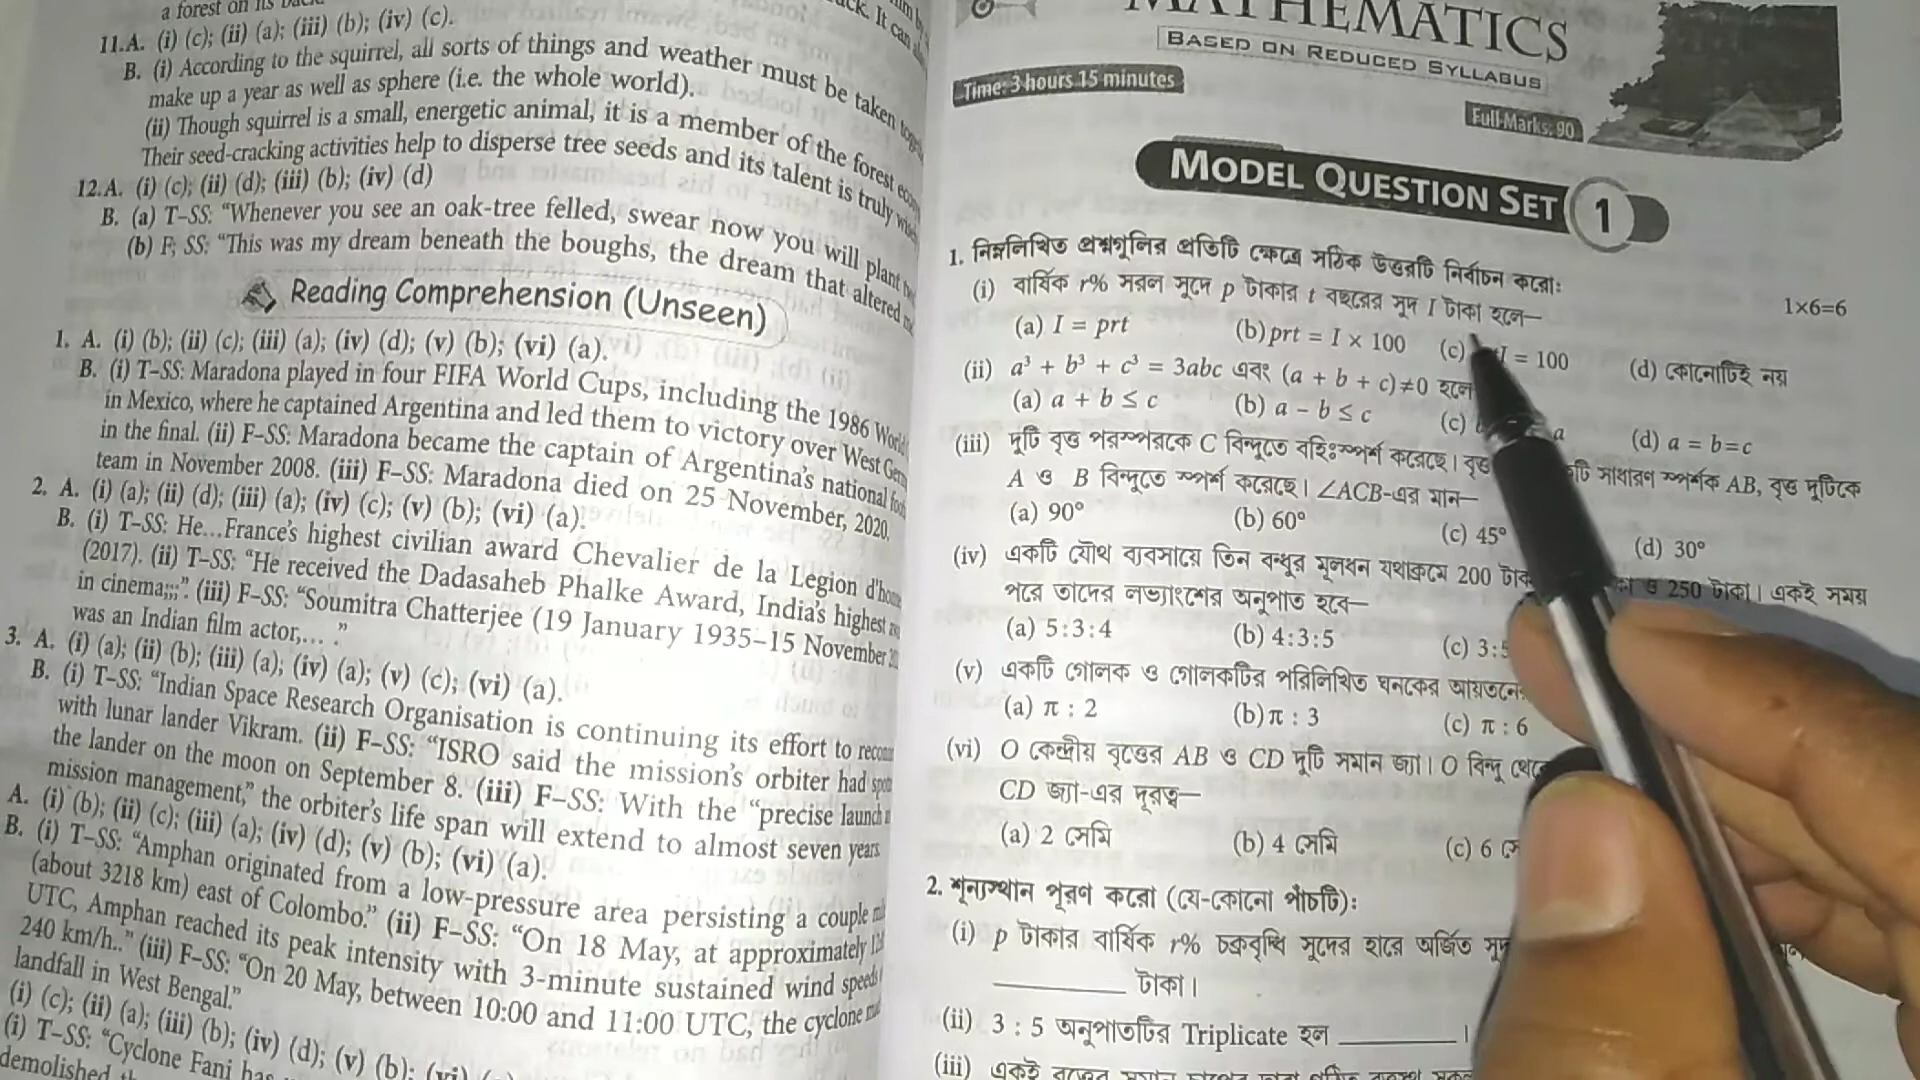 a forest on its
11.A. (i) (c); (ii) (a); (iii) (b); (iv) (c).
B. (i) According to the squirrel, all sorts of things and weather must be taken
make up a year as well as sphere (i.e. the whole world).
(ii) Though squirrel is a small, energetic animal, it is a member of the forest
Their seed-cracking activities help to disperse tree seeds and its talent is truly
12.A. (i) (c); (ii) (d); (iii) (b); (iv) (d)
B. (a) T–SS: “Whenever you see an oak-tree felled, swear now you will plant
(b) F; SS: “This was my dream beneath the boughs, the dream that altered
Reading Comprehension (Unseen)
1. A. (i) (b); (ii) (c); (iii) (a); (iv) (d); (v) (b); (vi) (a).
B. (i) T–SS: Maradona played in four FIFA World Cups, including the 1986
in Mexico, where he captained Argentina and led them to victory over West
in the final. (ii) F–SS: Maradona became the captain of Argentina's national
team in November 2008. (iii) F–SS: Maradona died on 25 November, 2020.
2. A. (i) (a); (ii) (d); (iii) (a); (iv) (c); (v) (b); (vi) (a).
B. (i) T–SS: He...France's highest civilian award Chevalier de la Legion
(2017). (ii) T–SS: “He received the Dadasaheb Phalke Award, India's highest
in cinema;;;”. (iii) F–SS: “Soumitra Chatterjee (19 January 1935–15 November
was an Indian film actor,... ”
3. A. (i) (a); (ii) (b); (iii) (a); (iv) (a); (v) (c); (vi) (a).
B. (i) T–SS: “Indian Space Research Organisation is continuing its effort to
with lunar lander Vikram. (ii) F–SS: “ISRO said the mission's orbiter had
the lander on the moon on September 8. (iii) F–SS: With the “precise launch
mission management,” the orbiter's life span will extend to almost seven years.
A. (i) (b); (ii) (c); (iii) (a); (iv) (d); (v) (b); (vi) (a).
B. (i) T–SS: “Amphan originated from a low-pressure area persisting a couple
(about 3218 km) east of Colombo.” (ii) F–SS: “On 18 May, at approximately
UTC, Amphan reached its peak intensity with 3-minute sustained wind speeds
240 km/h..” (iii) F–SS: “On 20 May, between 10:00 and 11:00 UTC, the cyclone
landfall in West Bengal.”
(i) (c); (ii) (a); (iii) (b); (iv) (d); (v) (b);
(i) T–SS: “Cyclone Fani
demolished
MATHEMATICS
BASED ON REDUCED SYLLABUS
Time: 3 hours 15 minutes
Full Marks: 90
MODEL QUESTION SET 1
1. নিম্নলিখিত প্রশ্নগুলির প্রতিটি ক্ষেত্রে সঠিক উত্তরটি নির্বাচন করো: 1×6=6
(i) বার্ষিক r% সরল সুদে p টাকার t বছরের সুদ I টাকা হলে—
(a) I = prt (b) prt = I × 100 (c) I = 100 (d) কোনোটিই নয়
(ii) a³ + b³ + c³ = 3abc এবং (a + b + c)≠0 হলে
(a) a + b ≤ c (b) a – b ≤ c (c) a (d) a = b=c
(iii) দুটি বৃত্ত পরস্পরকে C বিন্দুতে বহিঃস্পর্শ করেছে। বৃত্ত সাধারণ স্পর্শক AB, বৃত্ত দুটিকে
A ও B বিন্দুতে স্পর্শ করেছে। ∠ACB-এর মান—
(a) 90° (b) 60° (c) 45° (d) 30°
(iv) একটি যৌথ ব্যবসায়ে তিন বন্ধুর মূলধন যথাক্রমে 200 ও 250 টাকা। একই সময়
পরে তাদের লভ্যাংশের অনুপাত হবে—
(a) 5:3:4 (b) 4:3:5 (c) 3:5
(v) একটি গোলক ও গোলকটির পরিলিখিত ঘনকের আয়তনের
(a) π : 2 (b) π : 3 (c) π : 6
(vi) O কেন্দ্রীয় বৃত্তের AB ও CD দুটি সমান জ্যা। O বিন্দু থেকে
CD জ্যা-এর দূরত্ব—
(a) 2 সেমি (b) 4 সেমি (c) 6
2. শূন্যস্থান পূরণ করো (যে-কোনো পাঁচটি):
(i) p টাকার বার্ষিক r% চক্রবৃদ্ধি সুদের হারে অর্জিত
__________ টাকা।
(ii) 3 : 5 অনুপাতটির Triplicate হল __________ ।
(iii) একই বৃত্তের